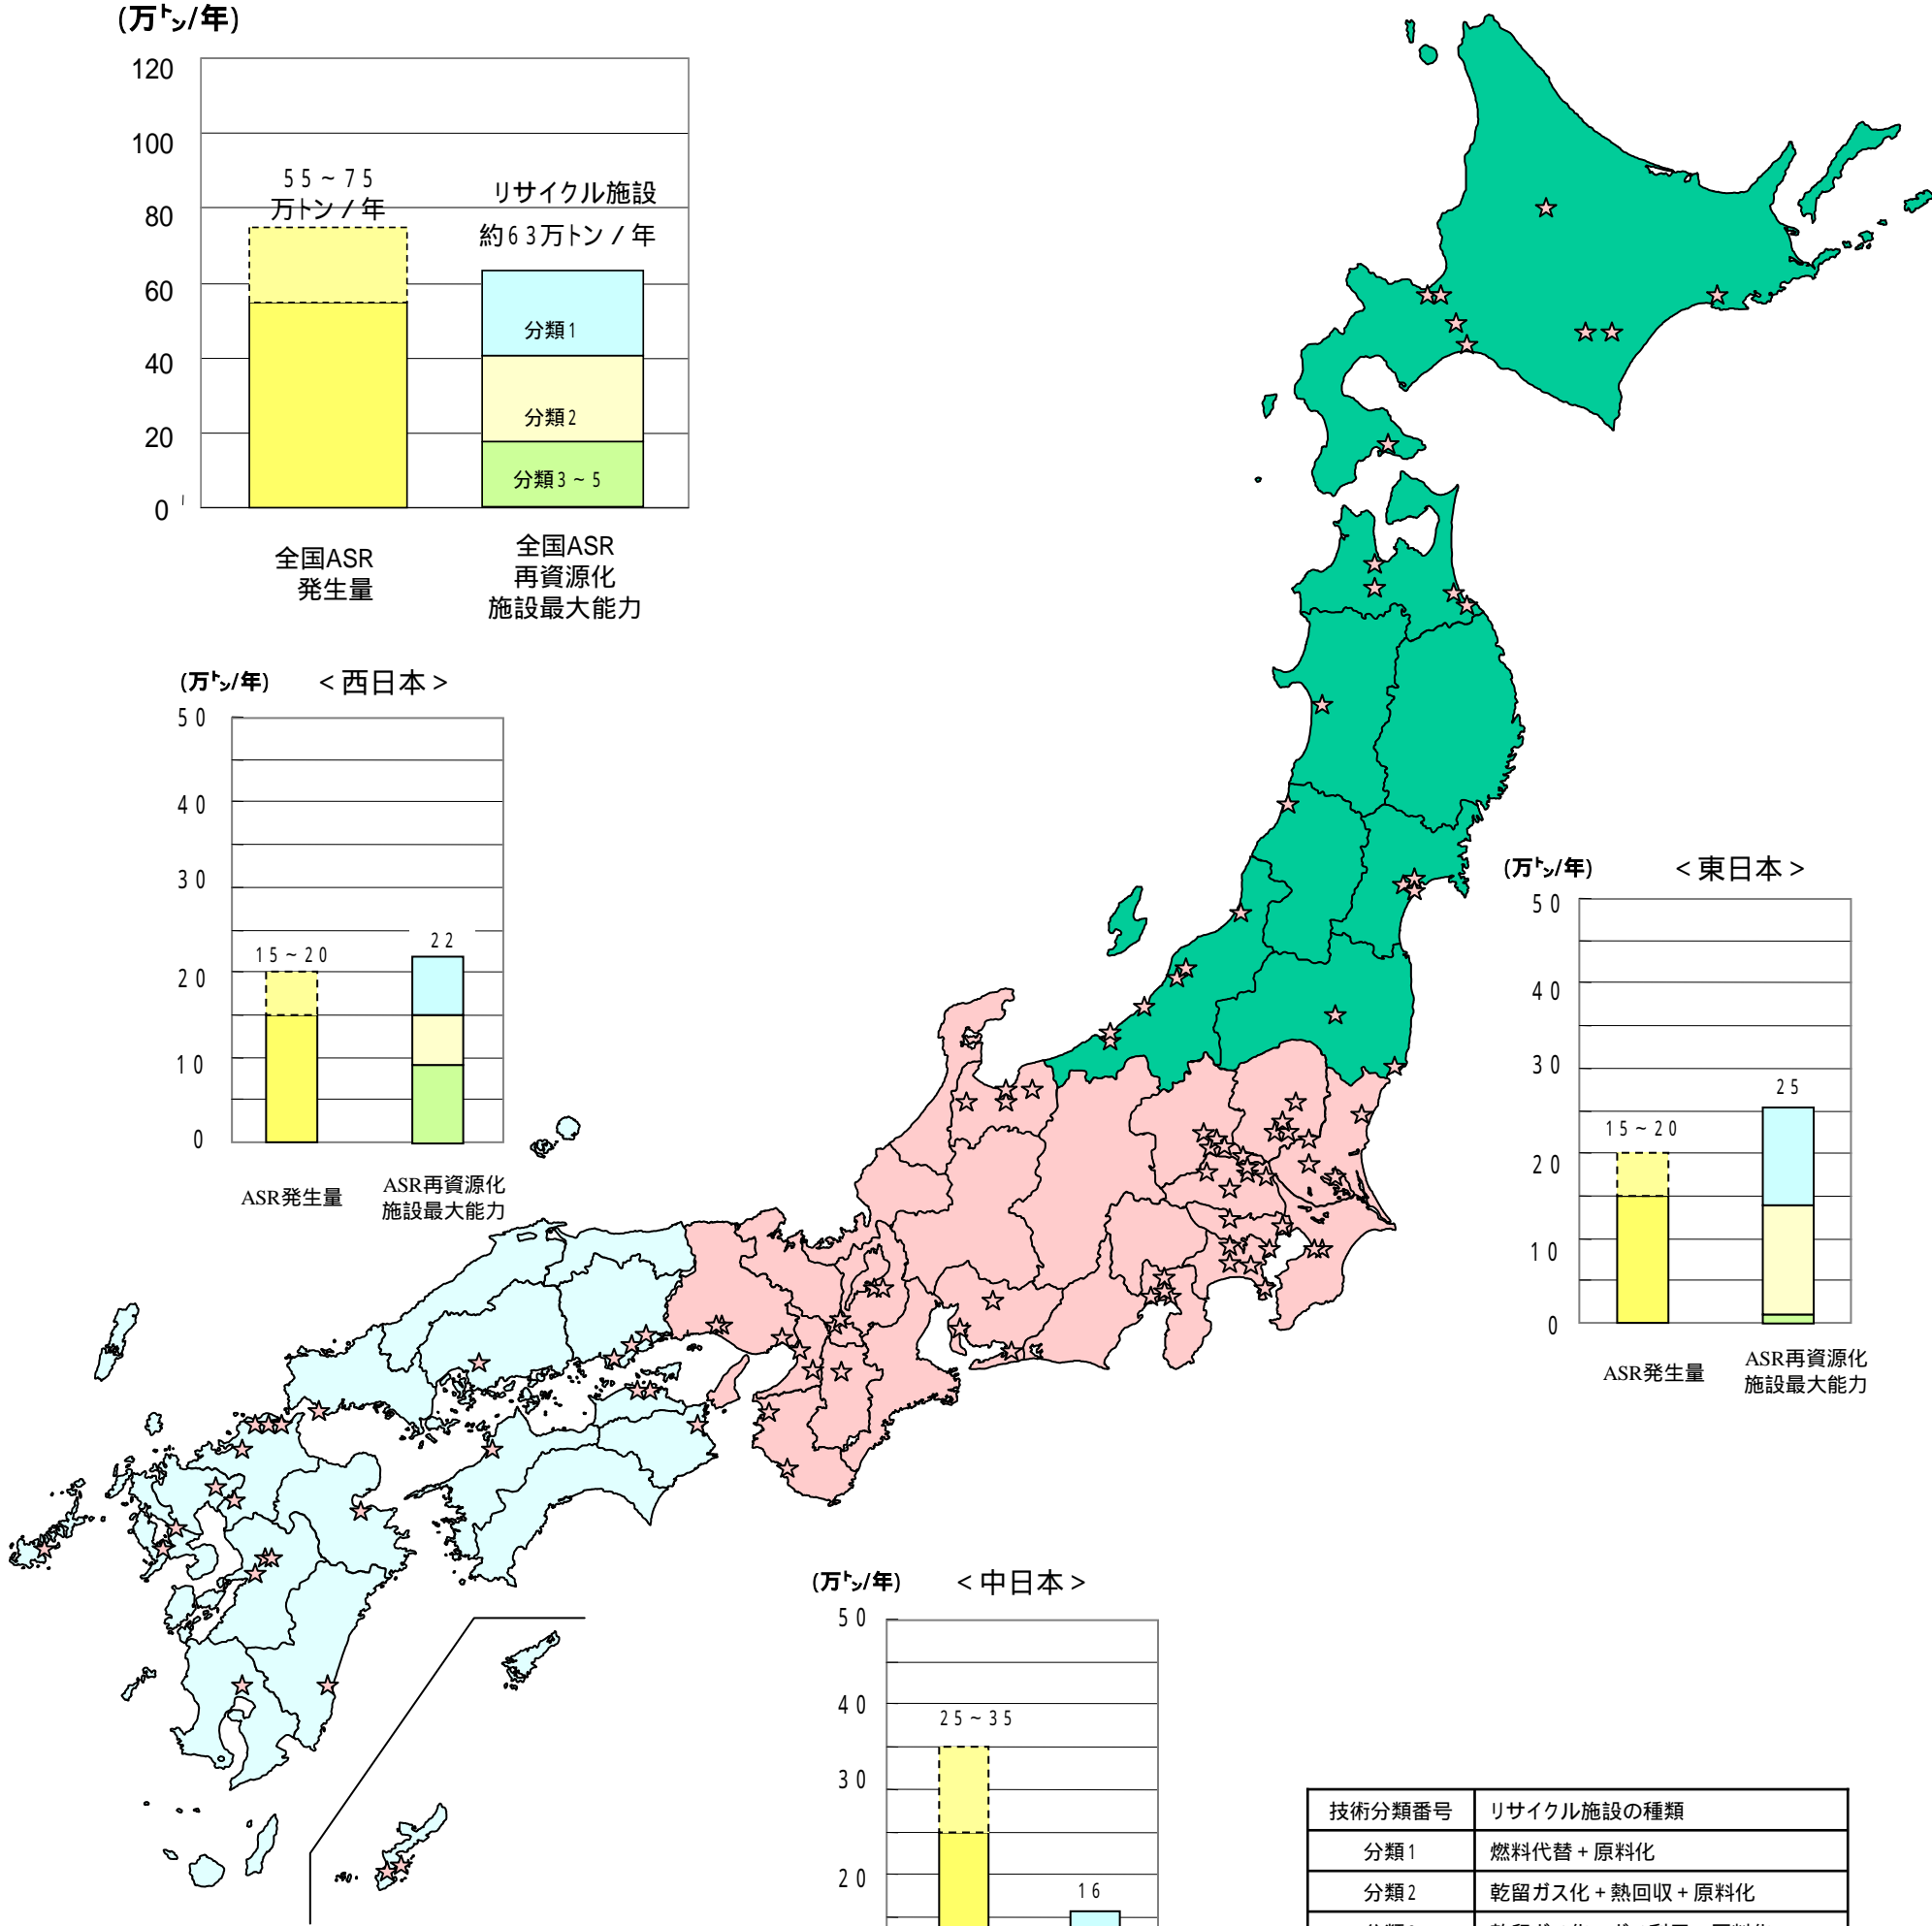 (万㌧/年)
120
100
80
60
40
20
0
55~75
万トン/年
リサイクル施設
約63万トン/年
分類1
分類2
分類3~5
全国ASR
発生量
全国ASR
再資源化
施設最大能力
(万㌧/年)
<西日本>
50
40
30
20
10
0
15~20
22
ASR発生量
ASR再資源化
施設最大能力
(万㌧/年)
<東日本>
50
40
30
20
10
0
15~20
25
ASR発生量
ASR再資源化
施設最大能力
(万㌧/年)
<中日本>
50
40
30
20
25~35
16
技術分類番号 リサイクル施設の種類
分類1 燃料代替+原料化
分類2 乾留ガス化+熱回収+原料化